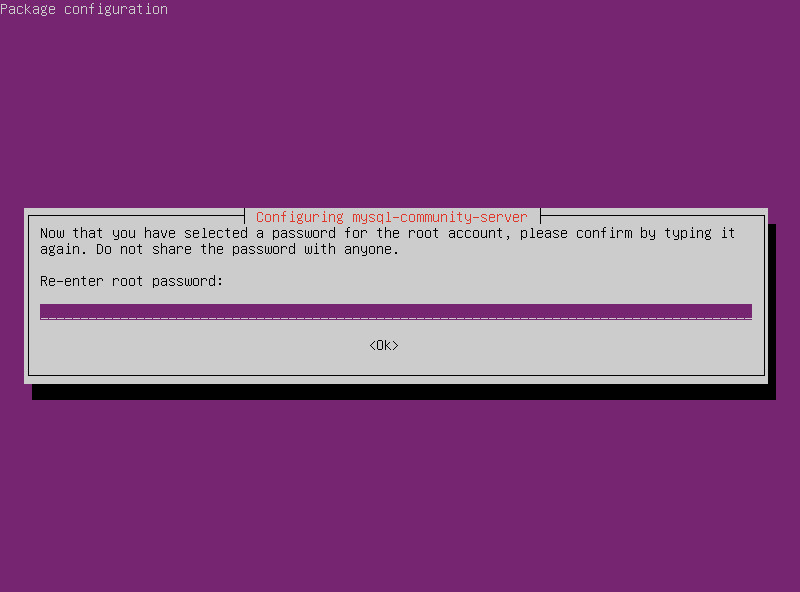 Package configuration
Configuring mysql-community-server
Now that you have selected a password for the root account, please confirm by typing it
again. Do not share the password with anyone.
Re-enter root password:
<Ok>